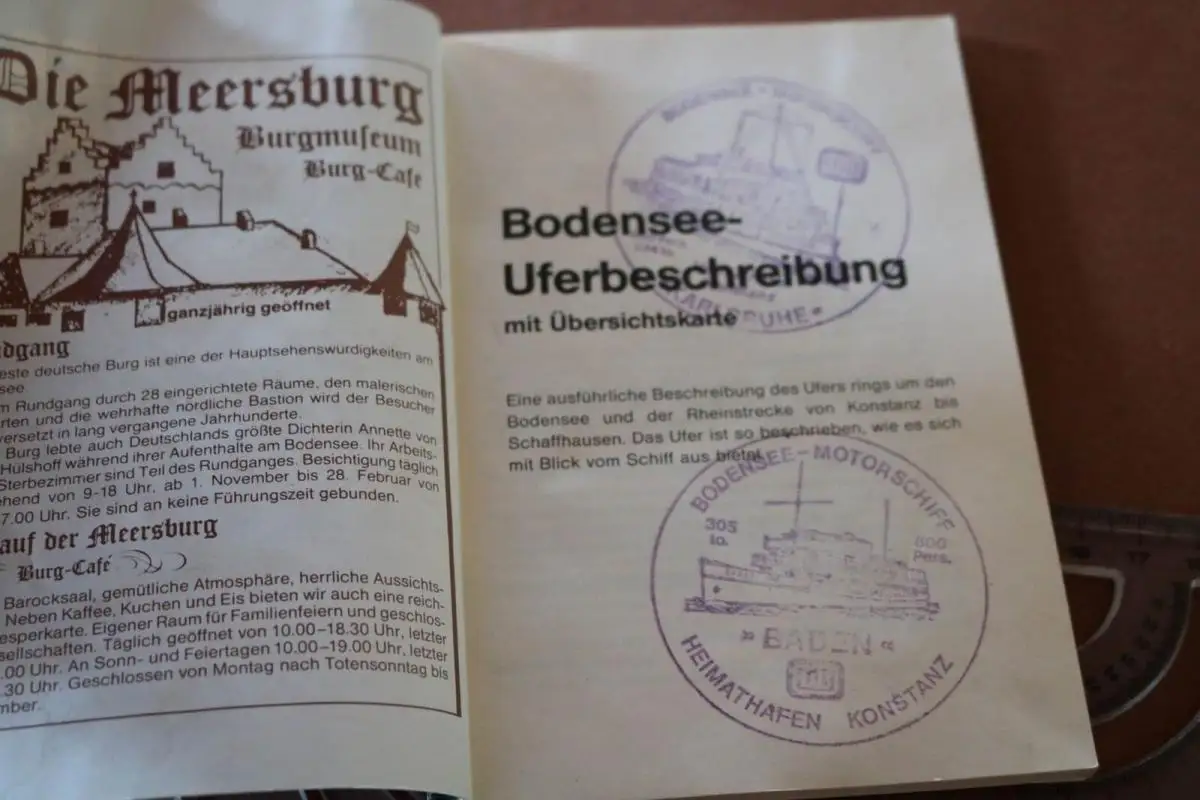 Die Meersburg
Burgmuseum
Burg-Cafe
ganzjährig geöffnet
dgang
este deutsche Burg ist eine der Hauptsehenswürdigkeiten am
see.
m Rundgang durch 28 eingerichtete Räume, den malerischen
rten und die wehrhafte nördliche Bastion wird der Besucher
versetzt in lang vergangene Jahrhunderte.
Burg lebte auch Deutschlands größte Dichterin Annette von
Hülshoff während ihrer Aufenthalte am Bodensee. Ihr Arbeits-
Sterbezimmer sind Teil des Rundganges. Besichtigung täglich
ehend von 9-18 Uhr, ab 1. November bis 28. Februar von
7.00 Uhr. Sie sind an keine Führungszeit gebunden.
auf der Meersburg
Burg-Café
Barocksaal, gemütliche Atmosphäre, herrliche Aussichts-
Neben Kaffee, Kuchen und Eis bieten wir auch eine reich-
esperkarte. Eigener Raum für Familienfeiern und geschlos-
sellschaften. Täglich geöffnet von 10.00–18.30 Uhr, letzter
.00 Uhr. An Sonn- und Feiertagen 10.00–19.00 Uhr, letzter
.30 Uhr. Geschlossen von Montag nach Totensonntag bis
mber.
Bodensee-
Uferbeschreibung
mit Übersichtskarte
KARLSRUHE
Eine ausführliche Beschreibung des Ufers rings um den
Bodensee und der Rheinstrecke von Konstanz bis
Schaffhausen. Das Ufer ist so beschrieben, wie es sich
mit Blick vom Schiff aus bietet.
BODENSEE–MOTORSCHIFF
305
to.
600
Pers.
» BADEN «
DB
HEIMATHAFEN KONSTANZ